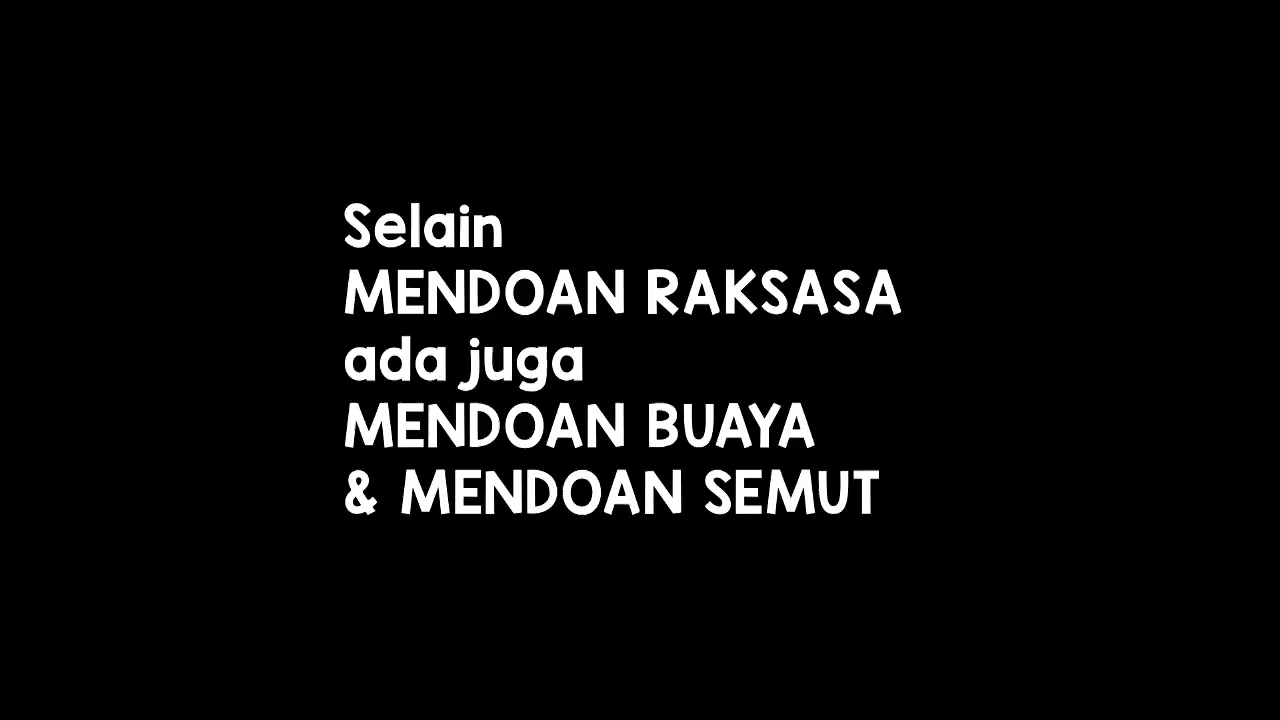 Selain
MENDOAN RAKSASA
ada juga
MENDOAN BUAYA
& MENDOAN SEMUT